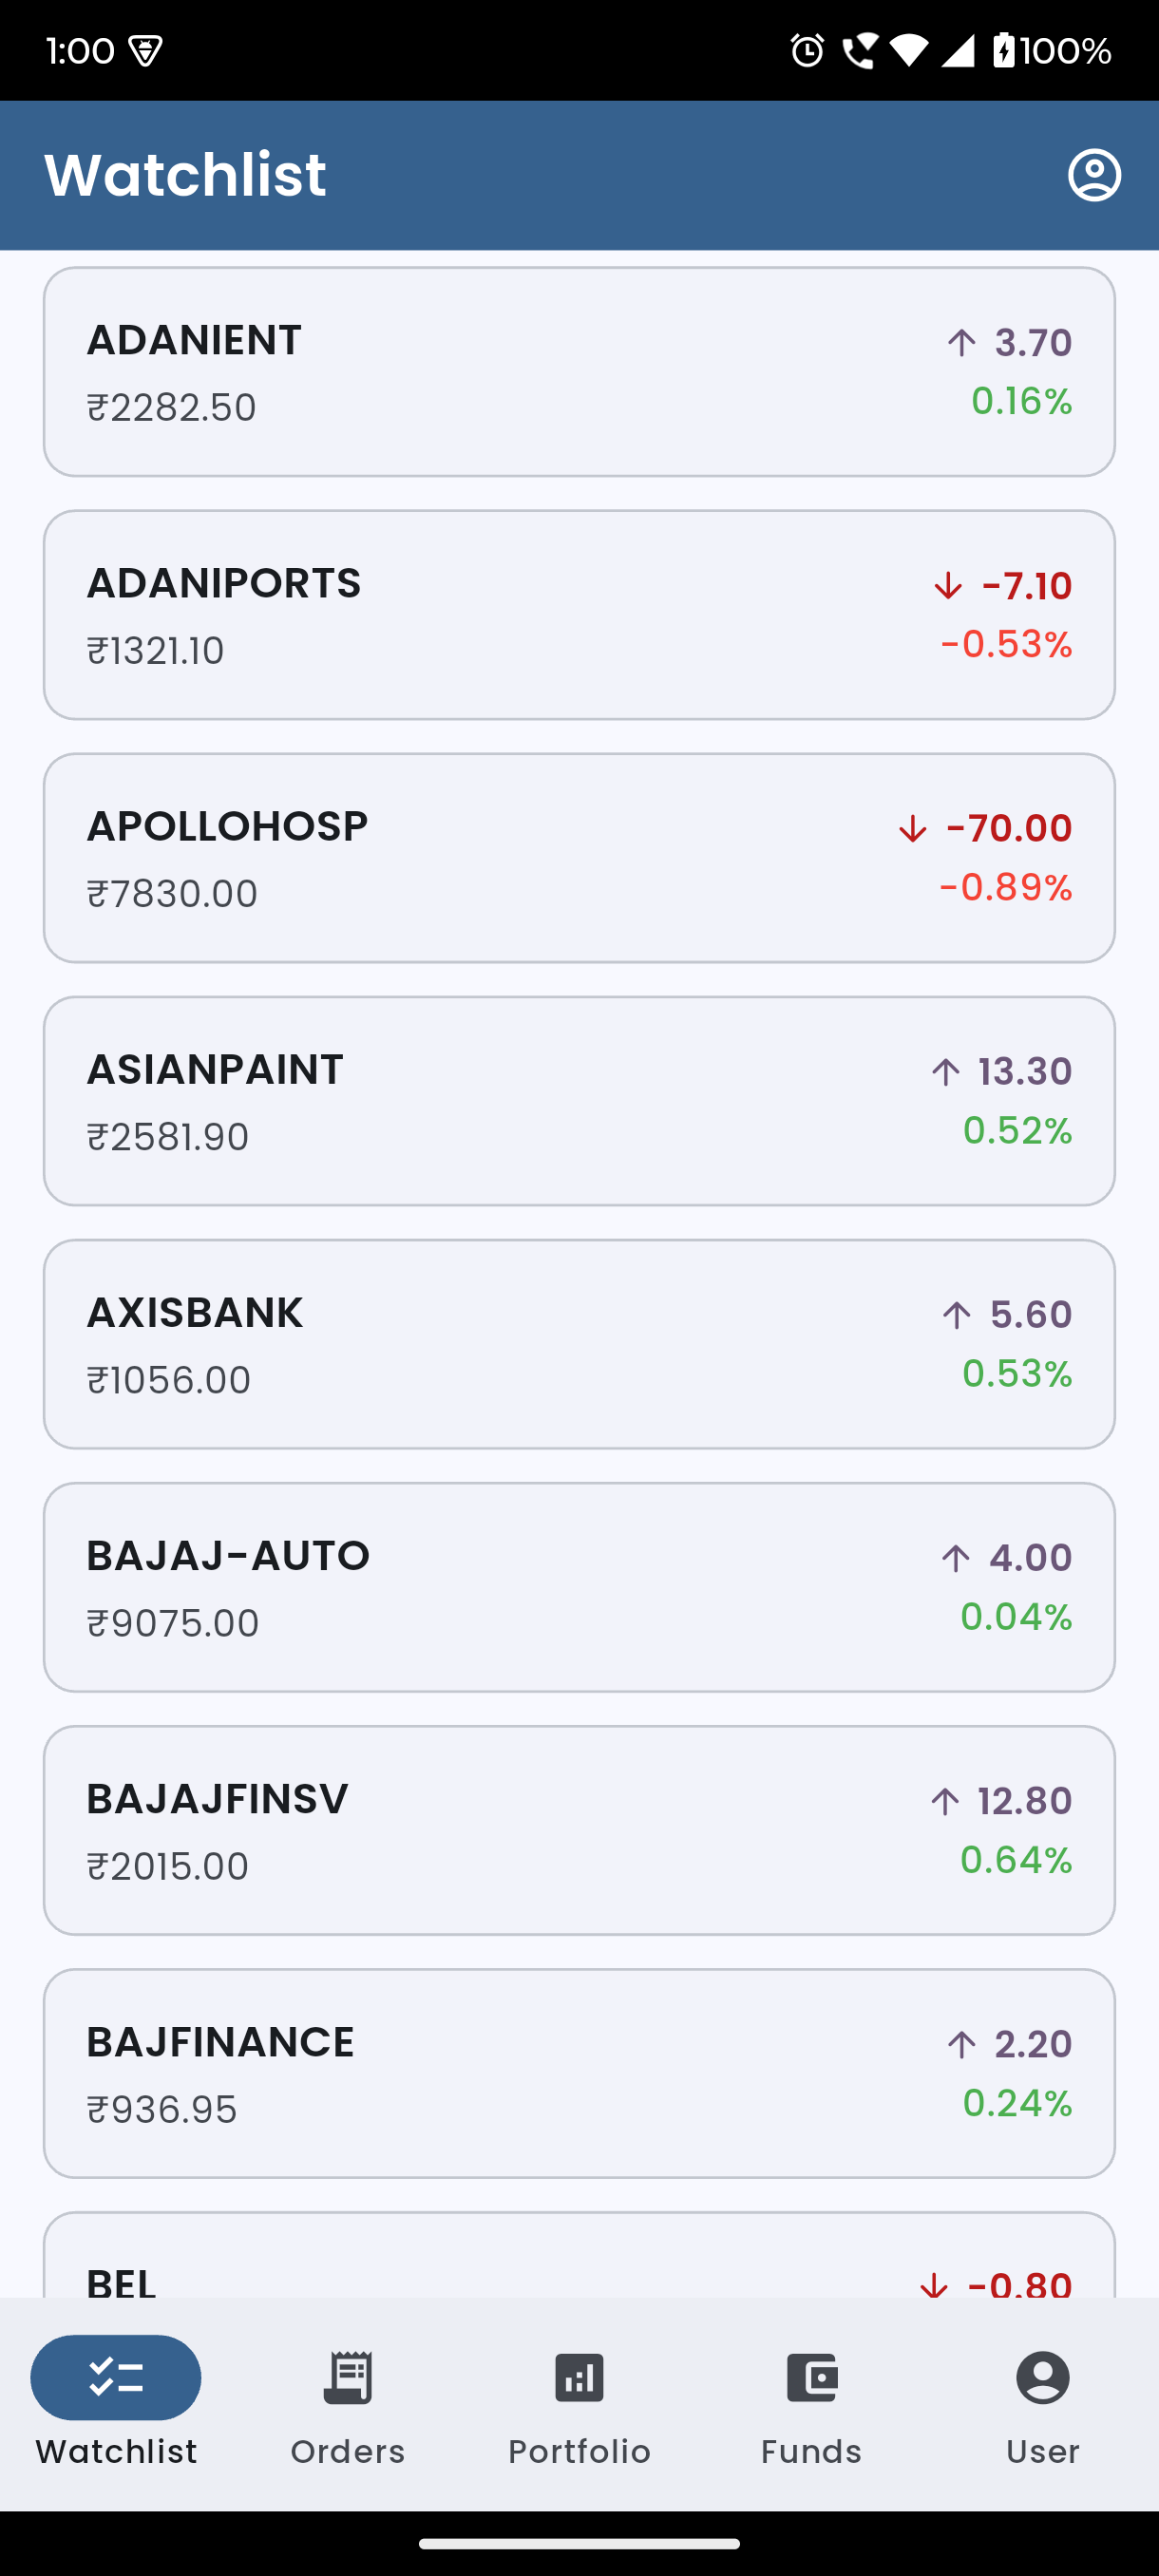 1:00 100%
Watchlist
ADANIENT
3.70
₹2282.50
0.16%
ADANIPORTS
-7.10
₹1321.10
-0.53%
APOLLOHOSP
-70.00
₹7830.00
-0.89%
ASIANPAINT
13.30
₹2581.90
0.52%
AXISBANK
5.60
₹1056.00
0.53%
BAJAJ-AUTO
4.00
₹9075.00
0.04%
BAJAJFINSV
12.80
₹2015.00
0.64%
BAJFINANCE
2.20
₹936.95
0.24%
BEL
-0.80
Watchlist Orders Portfolio Funds User